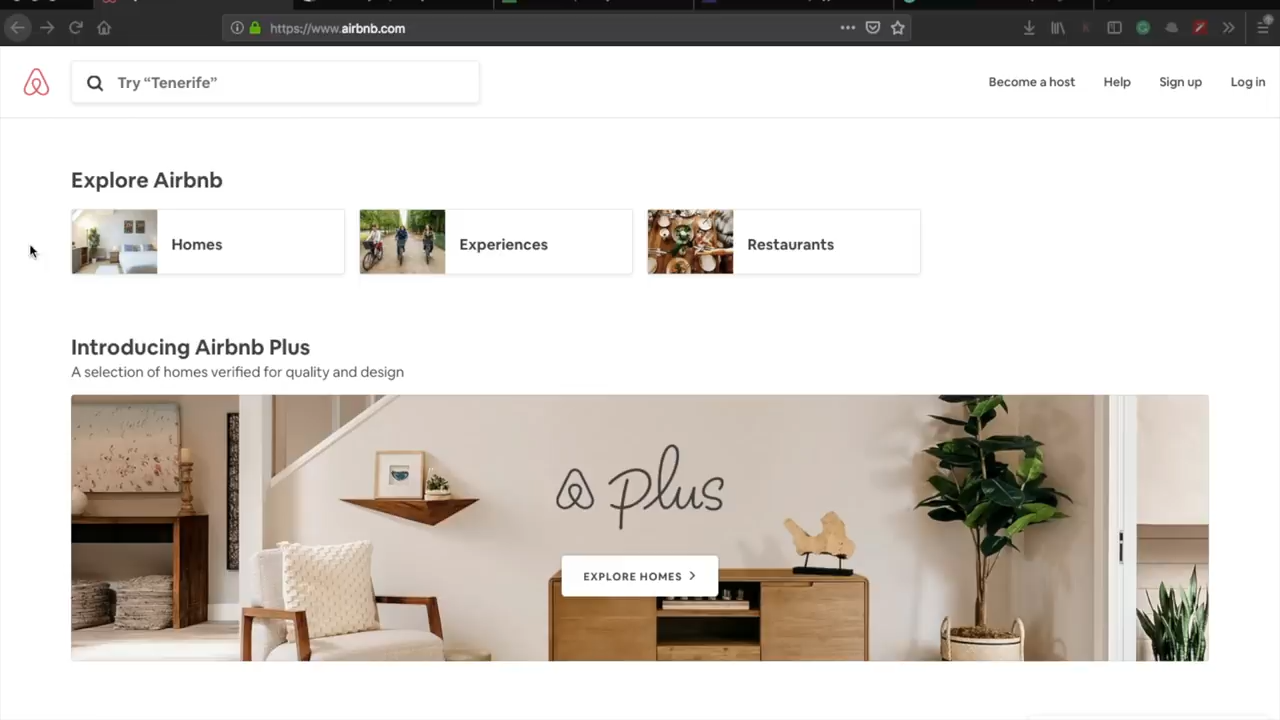 https://www.airbnb.com
Try “Tenerife”
Become a host
Help
Sign up
Log in
Explore Airbnb
Homes
Experiences
Restaurants
Introducing Airbnb Plus
A selection of homes verified for quality and design
plus
EXPLORE HOMES